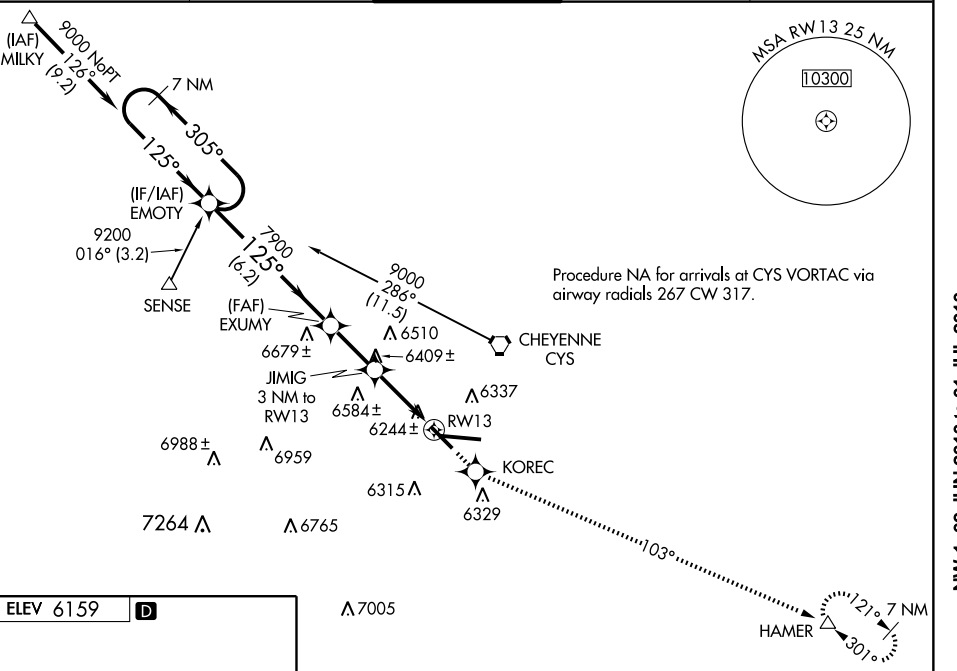 (IAF)
MILKY
9000 NoPT
126°
(9.2)
7 NM
305°
125°
MSA RW13 25 NM
10300
(IF/IAF)
EMOTY
9200
016° (3.2)
SENSE
7900
125°
(6.2)
9000
286°
(11.5)
Procedure NA for arrivals at CYS VORTAC via
airway radials 267 CW 317.
(FAF)
EXUMY
6679±
6510
6409±
CHEYENNE
CYS
JIMIG
3 NM to
RW13
6584±
6337
6244±
RW13
6988±
6959
KOREC
6315
6329
7264
6765
103°
ELEV 6159
D
7005
HAMER
121°
7 NM
301°